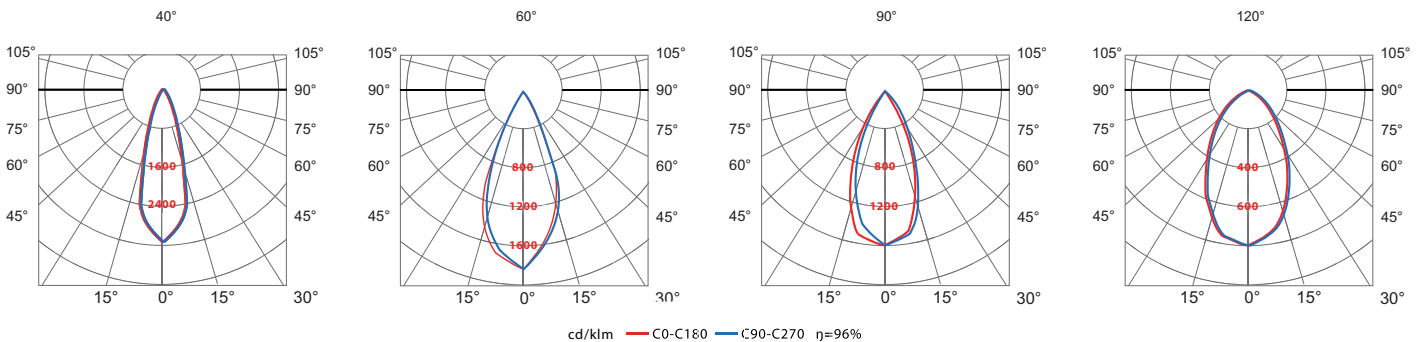 40° 60° 90° 120°
105° 105° 105° 105° 105° 105° 105° 105°
90° 90° 90° 90° 90° 90° 90° 90°
75° 75° 75° 75° 75° 75° 75° 75°
60° 1600 60° 60° 800 60° 60° 800 60° 60° 400 60°
2400 1200 1200 600
45° 45° 45° 45° 45° 45° 45° 45°
1600
15° 0° 15° 30° 15° 0° 15° 30° 15° 0° 15° 30° 15° 0° 15° 30°
cd/klm C0-C180 C90-C270 η=96%